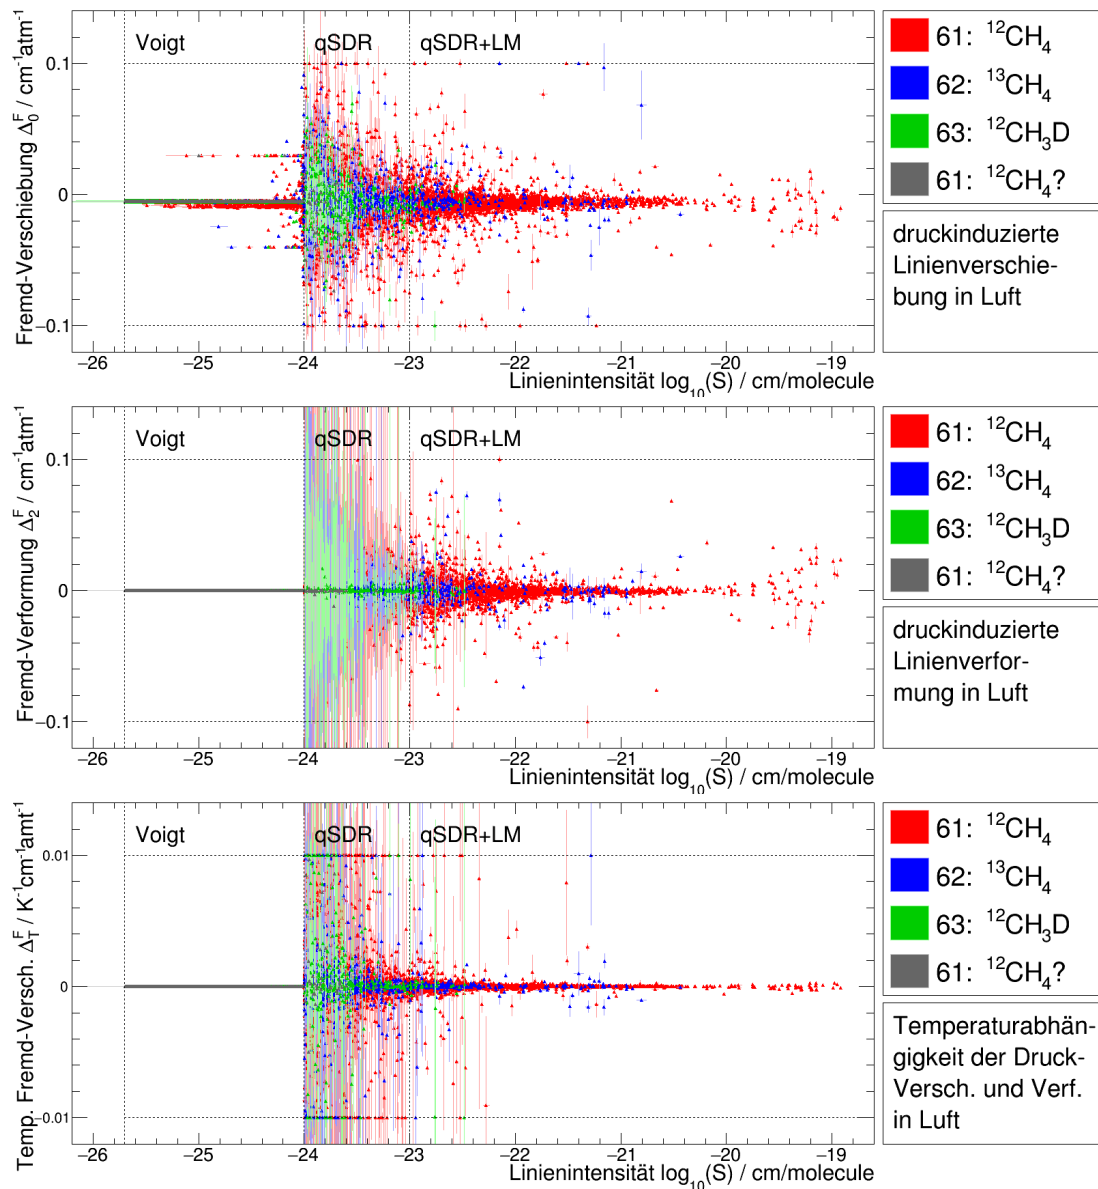 Voigt
qSDR
qSDR+LM
0.1
0
−0.1
Fremd-Verschiebung Δ₀ᶠ / cm⁻¹atm⁻¹
−26 −25 −24 −23 −22 −21 −20 −19
Linienintensität log₁₀(S) / cm/molecule
61: ¹²CH₄
62: ¹³CH₄
63: ¹²CH₃D
61: ¹²CH₄?
druckinduzierte
Linienverschie-
bung in Luft
Voigt
qSDR
qSDR+LM
0.1
0
−0.1
Fremd-Verformung Δ₂ᶠ / cm⁻¹atm⁻¹
−26 −25 −24 −23 −22 −21 −20 −19
Linienintensität log₁₀(S) / cm/molecule
61: ¹²CH₄
62: ¹³CH₄
63: ¹²CH₃D
61: ¹²CH₄?
druckinduzierte
Linienverfor-
mung in Luft
Voigt
qSDR
qSDR+LM
0.01
0
−0.01
Temp. Fremd-Versch. Δ_T^F / K⁻¹cm⁻¹amt⁻¹
−26 −25 −24 −23 −22 −21 −20 −19
Linienintensität log₁₀(S) / cm/molecule
61: ¹²CH₄
62: ¹³CH₄
63: ¹²CH₃D
61: ¹²CH₄?
Temperaturabhän-
gigkeit der Druck-
Versch. und Verf.
in Luft